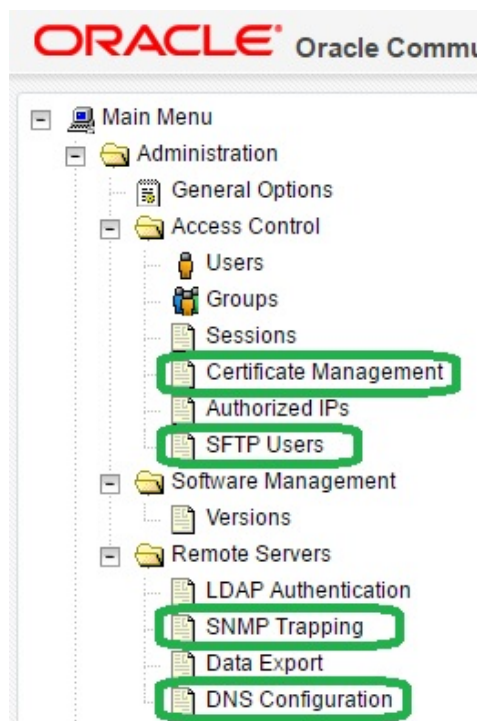 ORACLE Oracle Commu
Main Menu
Administration
General Options
Access Control
Users
Groups
Sessions
Certificate Management
Authorized IPs
SFTP Users
Software Management
Versions
Remote Servers
LDAP Authentication
SNMP Trapping
Data Export
DNS Configuration